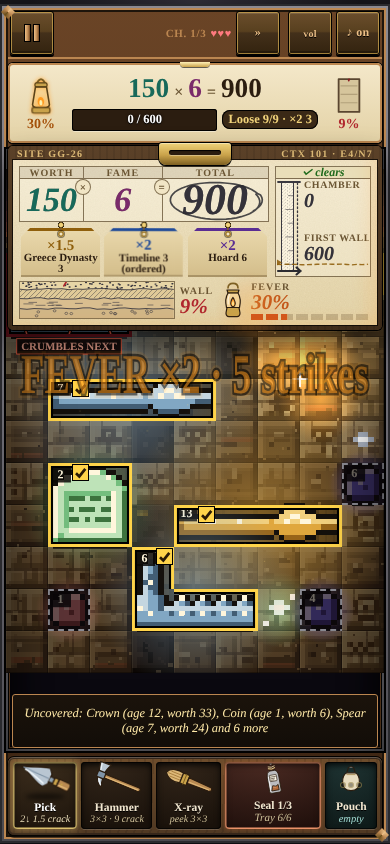 CH. 1/3 ♥♥♥
»
vol
♪ on
150 × 6 = 900
30%
0 / 600
Loose 9/9 · ×2 3
9%
SITE GG-26
CTX 101 · E4/N7
WORTH
FAME
TOTAL
150 × 6 = 900
✓ clears
CHAMBER
0
FIRST WALL
600
×1.5
Greece Dynasty 3
×2
Timeline 3 (ordered)
×2
Hoard 6
WALL
9%
FEVER
30%
CRUMBLES NEXT
FEVER ×2 · 5 strikes
7
2
6
13
6
1
4
Uncovered: Crown (age 12, worth 33), Coin (age 1, worth 6), Spear
(age 7, worth 24) and 6 more
Pick
2↓ 1.5 crack
Hammer
3×3 · 9 crack
X-ray
peek 3×3
Seal 1/3
Tray 6/6
Pouch
empty